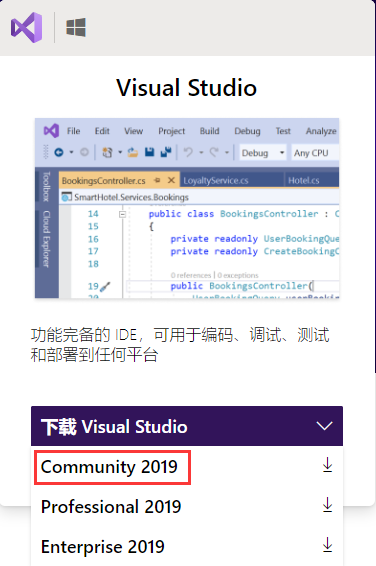 Visual Studio
File Edit View Project Build Debug Test Analyze
Debug Any CPU
Toolbox
Cloud Explorer
BookingsController.cs LoyaltyService.cs Hotel.cs
SmartHotel.Services.Bookings
14 public class BookingsController : C
15 {
16 private readonly UserBookingQue
17 private readonly CreateBookingC
18
0 references | 0 exceptions
19 public BookingsController(
20
功能完备的 IDE，可用于编码、调试、测试
和部署到任何平台
下载 Visual Studio
Community 2019
Professional 2019
Enterprise 2019